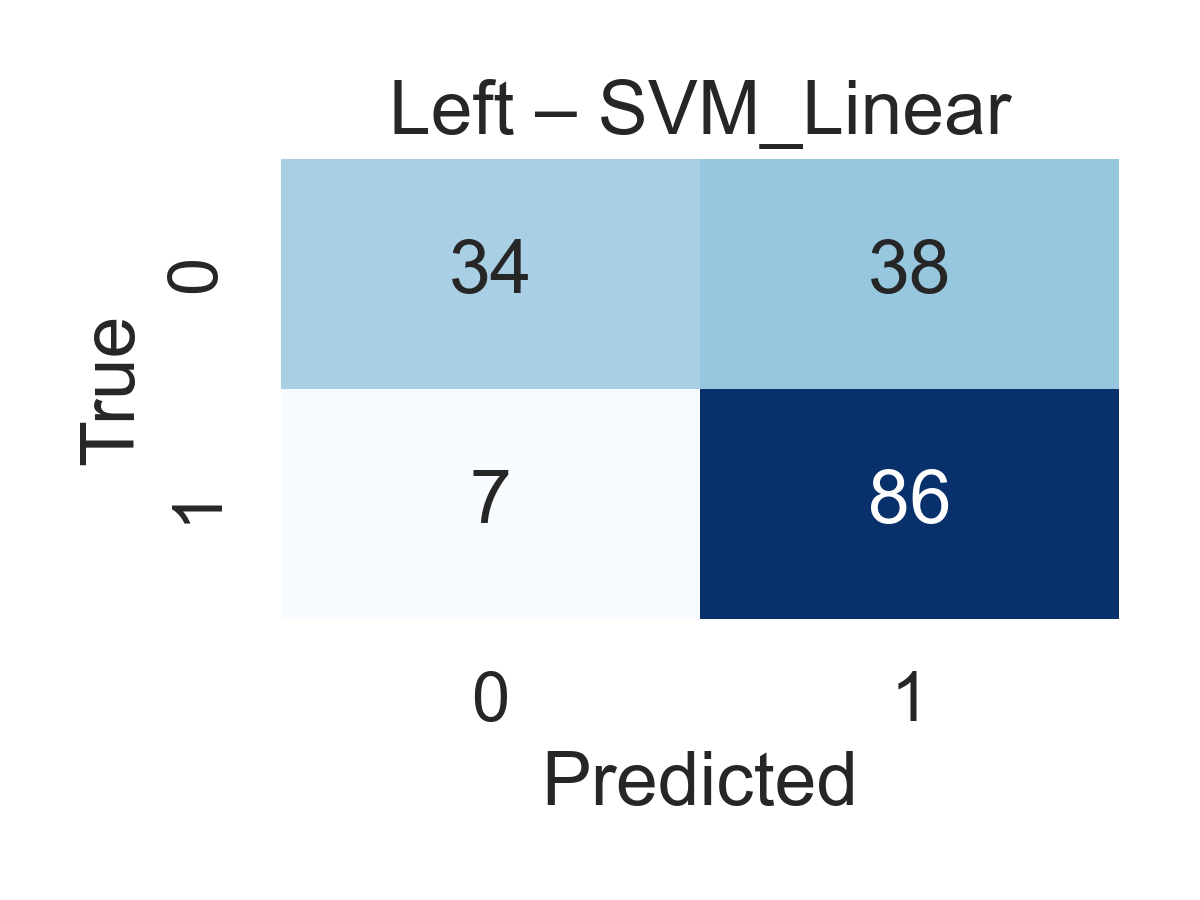 Left – SVM_Linear
34 38
0
True
7 86
1
0 1
Predicted